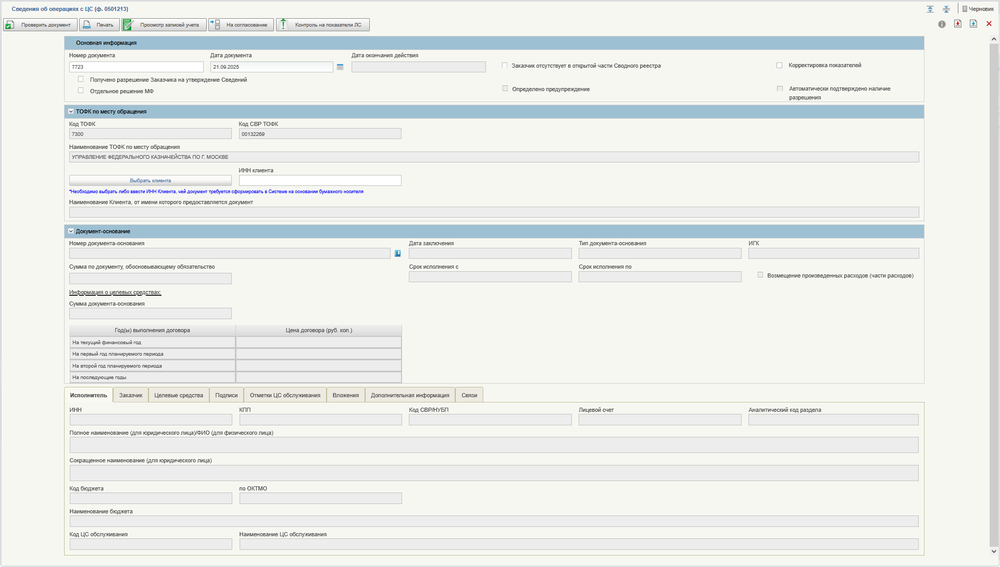 Сведения об операциях с ЦС (ф. 0501213)
Черновик
Проверить документ
Печать
Просмотр записей учета
На согласование
Контроль на показатели ЛС
Основная информация
Номер документа
Дата документа
Дата окончания действия
7723
21.09.2025
Заказчик отсутствует в открытой части Сводного реестра
Корректировка показателей
Получено разрешение Заказчика на утверждение Сведений
Отдельное решение МФ
Определено предупреждение
Автоматически подтверждено наличие
разрешения
ТОФК по месту обращения
Код ТОФК
Код СВР ТОФК
7300
00132269
Наименование ТОФК по месту обращения
УПРАВЛЕНИЕ ФЕДЕРАЛЬНОГО КАЗНАЧЕЙСТВА ПО Г. МОСКВЕ
ИНН клиента
Выбрать клиента
*Необходимо выбрать либо ввести ИНН Клиента, чей документ требуется сформировать в Системе на основании бумажного носителя
Наименование Клиента, от имени которого предоставляется документ
Документ-основание
Номер документа-основания
Дата заключения
Тип документа-основания
ИГК
Сумма по документу, обосновывающему обязательство
Срок исполнения с
Срок исполнения по
Возмещение произведенных расходов (части расходов)
Информация о целевых средствах:
Сумма документа-основания
Год(ы) выполнения договора
Цена договора (руб. коп.)
На текущий финансовый год
На первый год планируемого периода
На второй год планируемого периода
На последующие годы
Исполнитель
Заказчик
Целевые средства
Подписи
Отметки ЦС обслуживания
Вложения
Дополнительная информация
Связи
ИНН
КПП
Код СВР/НУБП
Лицевой счет
Аналитический код раздела
Полное наименование (для юридического лица)/ФИО (для физического лица)
Сокращенное наименование (для юридического лица)
Код бюджета
по ОКТМО
Наименование бюджета
Код ЦС обслуживания
Наименование ЦС обслуживания